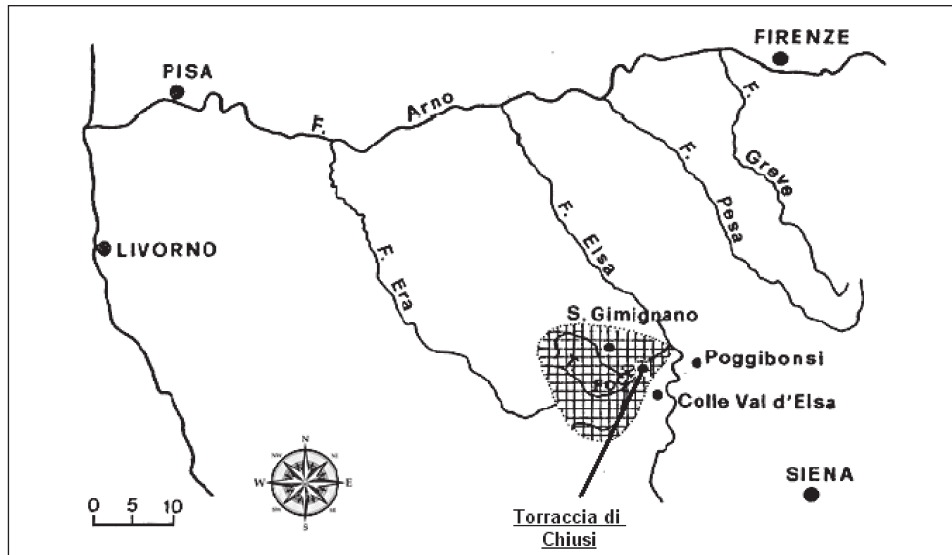 FIRENZE
PISA
F. Arno
F. Greve
F. Pesa
F. Elsa
LIVORNO
F. Era
S. Gimignano
Poggibonsi
Colle Val d'Elsa
N
W E
S
SIENA
0 5 10
Torraccia di
Chiusi